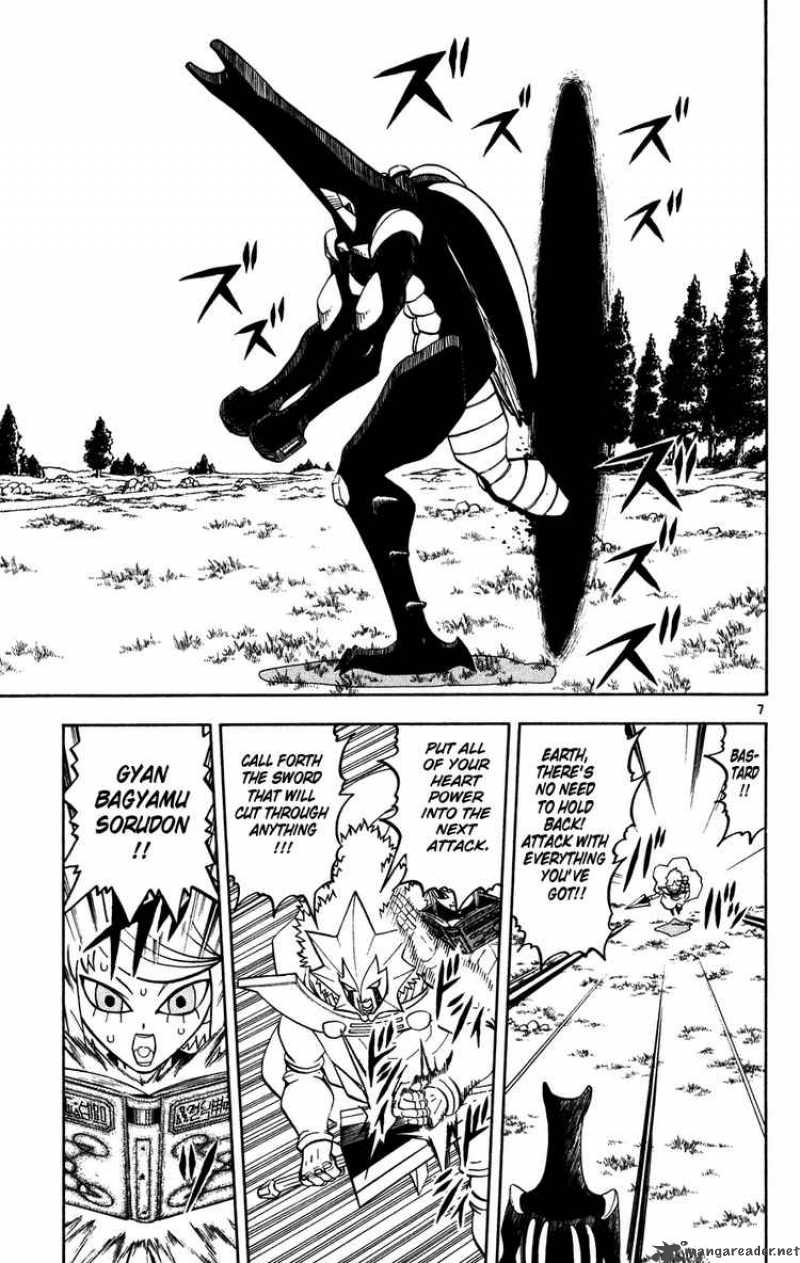 ズ
ズ
ズ
ズ
ズ
ズ
ズ
ズ
7
BAS-
TARD
!!
EARTH,
THERE'S
NO NEED
TO HOLD
BACK!
ATTACK WITH
EVERYTHING
YOU'VE
GOT!!
PUT ALL
OF YOUR
HEART
POWER
INTO THE
NEXT
ATTACK.
CALL FORTH
THE SWORD
THAT WILL
CUT THROUGH
ANYTHING
!!!
GYAN
BAGYAMU
SORUDON
!!
mangareader.net